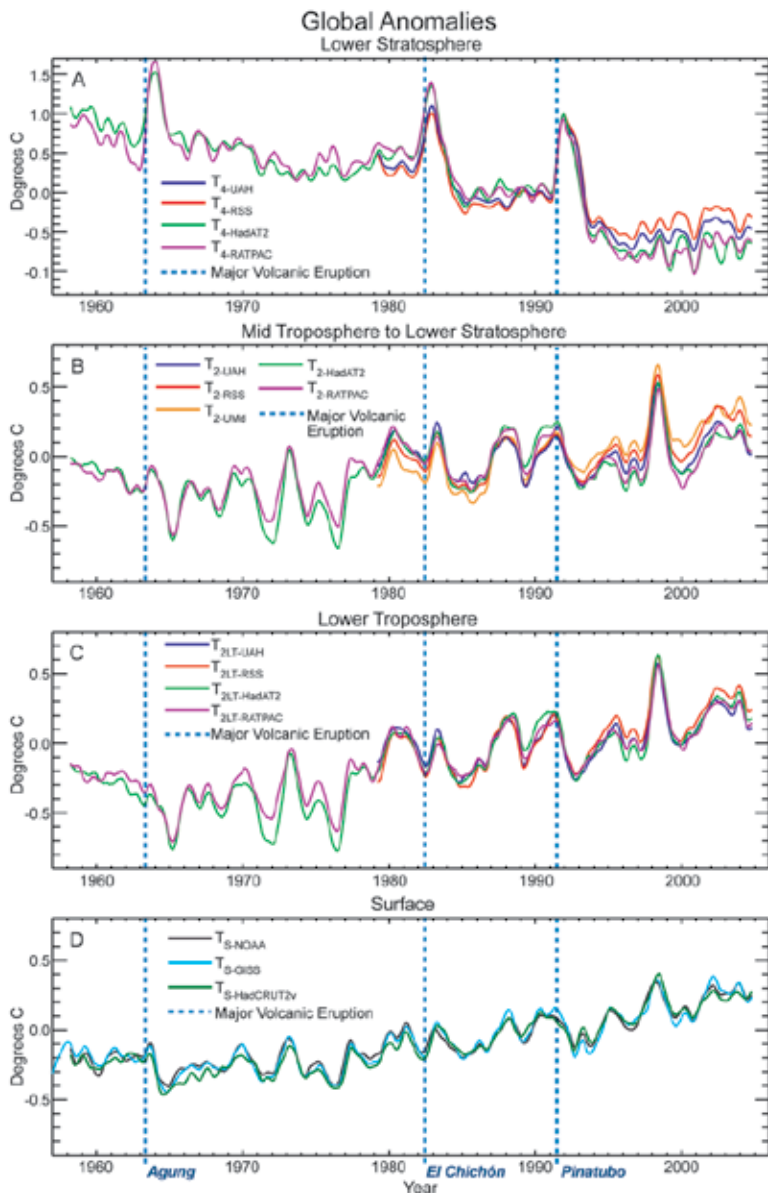 Global Anomalies
Lower Stratosphere
A
Degrees C
1.5
1.0
0.5
0.0
-0.5
-0.1
T4-UAH
T4-RSS
T4-HadAT2
T4-RATPAC
Major Volcanic Eruption
1960 1970 1980 1990 2000
Mid Troposphere to Lower Stratosphere
B
Degrees C
0.5
0.0
-0.5
T2-UAH
T2-RSS
T2-UMd
T2-HadAT2
T2-RATPAC
Major Volcanic
Eruption
1960 1970 1980 1990 2000
Lower Troposphere
C
Degrees C
0.5
0.0
-0.5
T2LT-UAH
T2LT-RSS
T2LT-HadAT2
T2LT-RATPAC
Major Volcanic Eruption
1960 1970 1980 1990 2000
Surface
D
Degrees C
0.5
0.0
-0.5
TS-NOAA
TS-GISS
TS-HadCRUT2v
Major Volcanic Eruption
1960 1970 1980 1990 2000
Agung El Chichón Pinatubo
Year